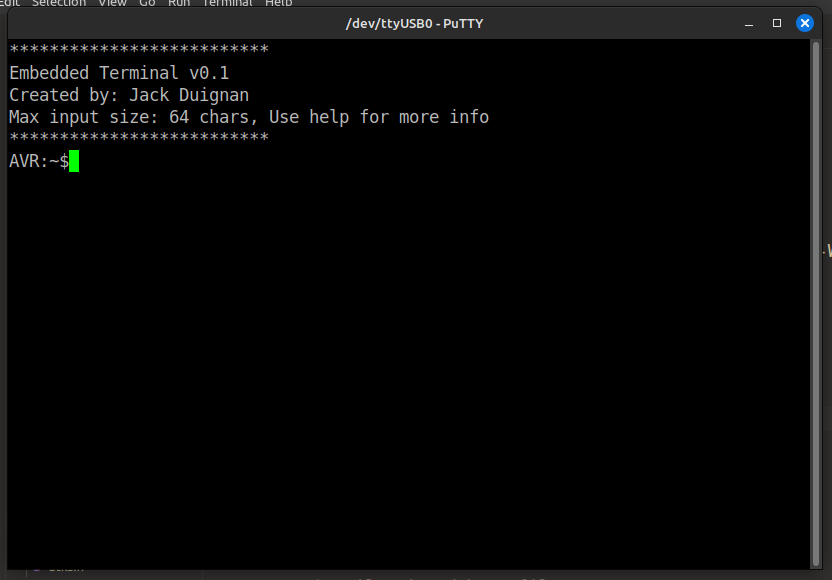 Edit Selection View Go Run Terminal Help
/dev/ttyUSB0 - PuTTY
**************************
Embedded Terminal v0.1
Created by: Jack Duignan
Max input size: 64 chars, Use help for more info
**************************
AVR:~$